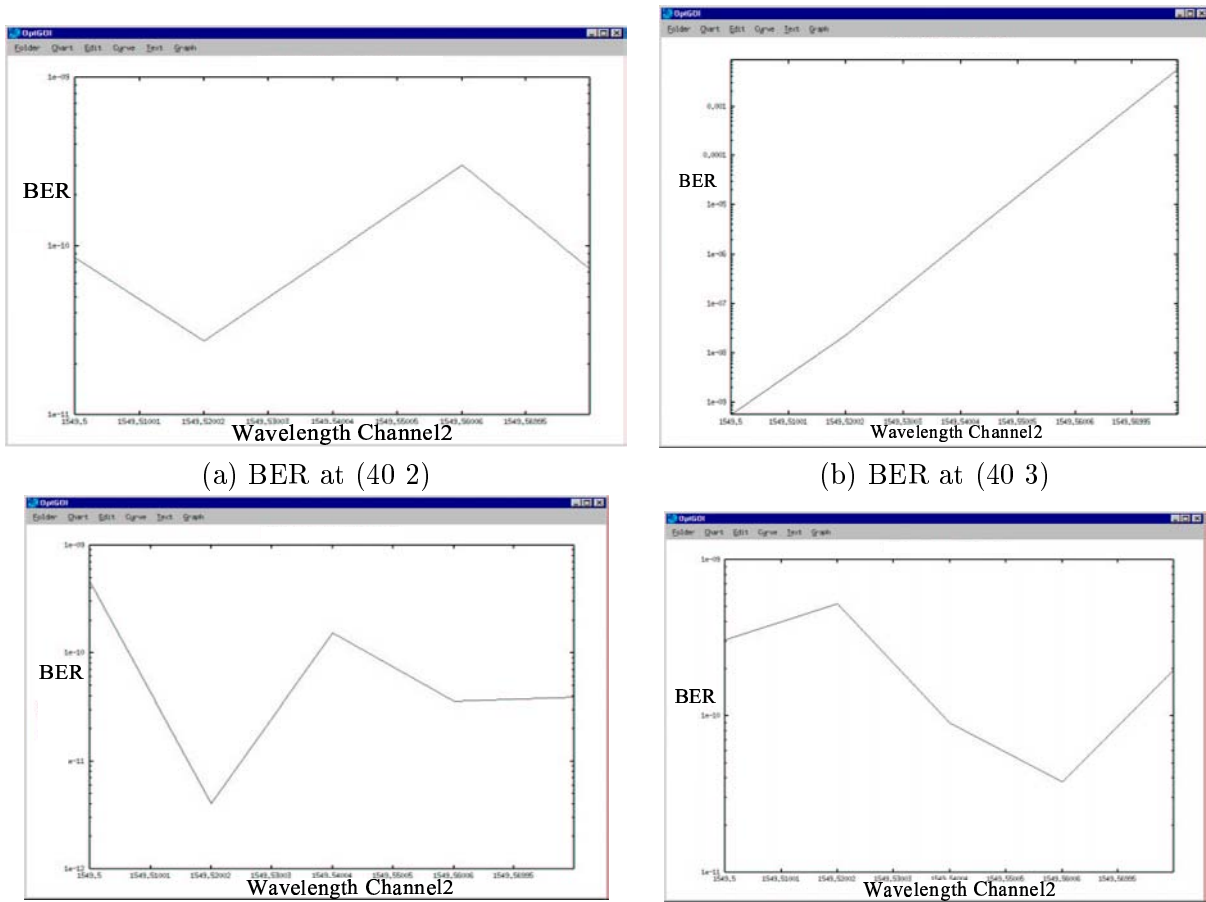 OptGUI
Folder Chart Edit Curve Text Graph
1e-09
BER
1e-10
1e-11
1549.5 1549.51001 1549.52002 1549.53003 1549.54004 1549.55005 1549.56006 1549.56995
Wavelength Channel2
(a) BER at (40 2)
OptGUI
Folder Chart Edit Curve Text Graph
0.001
0.0001
BER
1e-05
1e-06
1e-07
1e-08
1e-09
1549.5 1549.51001 1549.52002 1549.53003 1549.54004 1549.55005 1549.56006 1549.56995
Wavelength Channel2
(b) BER at (40 3)
OptGUI
Folder Chart Edit Curve Text Graph
1e-09
1e-10
BER
e-11
1e-12
1549.5 1549.51001 1549.52002 1549.53003 1549.54004 1549.55005 1549.56006 1549.56995
Wavelength Channel2
OptGUI
Folder Chart Edit Curve Text Graph
1e-09
BER
1e-10
1e-11
1549.5 1549.51001 1549.52002 1549.53003 1549.54004 1549.55005 1549.56006 1549.56995
Wavelength Channel2